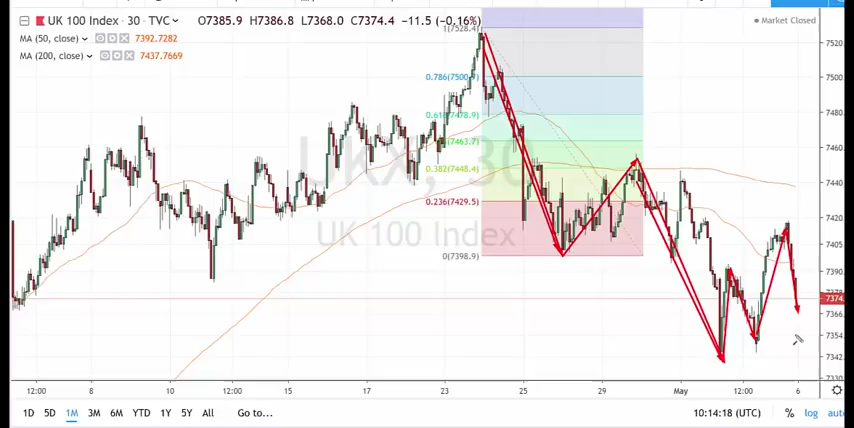 UK 100 Index • 30 • TVC O7385.9 H7386.8 L7368.0 C7374.4 −11.5 (−0.16%)
Market Closed
MA (50, close) 7392.7282
MA (200, close) 7437.7669
1(7528.4)
0.786(7500.7)
0.618(7478.9)
0.382(7448.4)
0.236(7429.5)
0(7398.9)
UKX, 30
UK 100 Index
7520.
7500.
7480.
7460.
7440.
7420.
7405.
7390.
7374.
7378.
7366.
7354.
7342.
7330.
12:00 8 10 12:00 15 17 23 25 29 May 12:00 6
1D 5D 1M 3M 6M YTD 1Y 5Y All Go to... 10:14:18 (UTC) % log auto